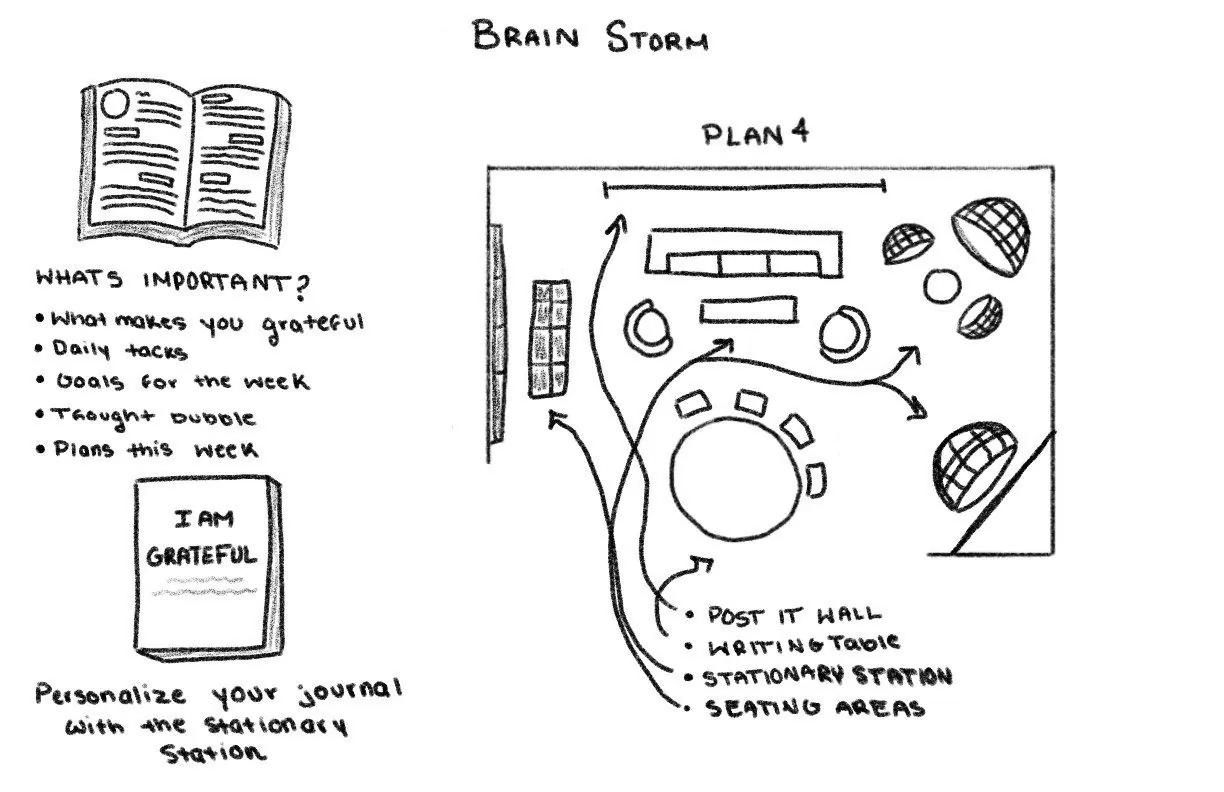 BRAIN STORM
WHATS IMPORTANT?
• What makes you grateful
• Daily tacks
• Goals for the week
• Thought bubble
• Plans this week
I AM
GRATEFUL
Personalize your journal
with the stationary
station
PLAN 4
• POST IT WALL
• WRITING Table
• STATIONARY STATION
• SEATING AREAS